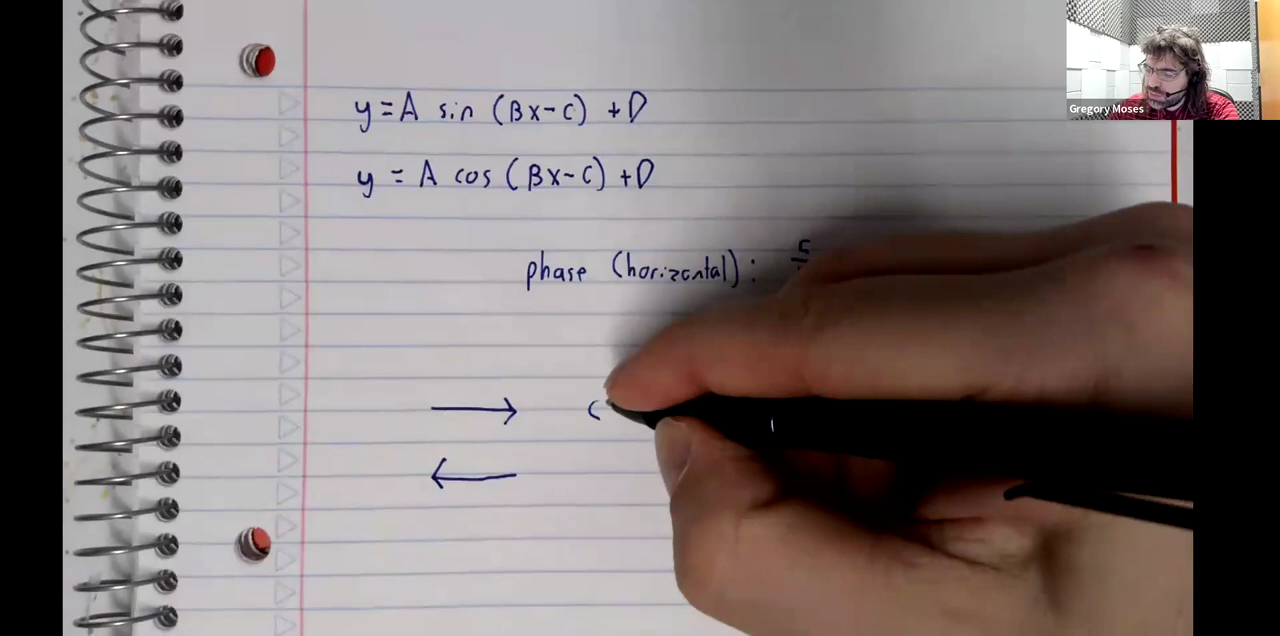 Gregory Moses
y = A sin (Bx - C) + D
y = A cos (Bx - C) + D
phase (horizontal): C
→ C
←